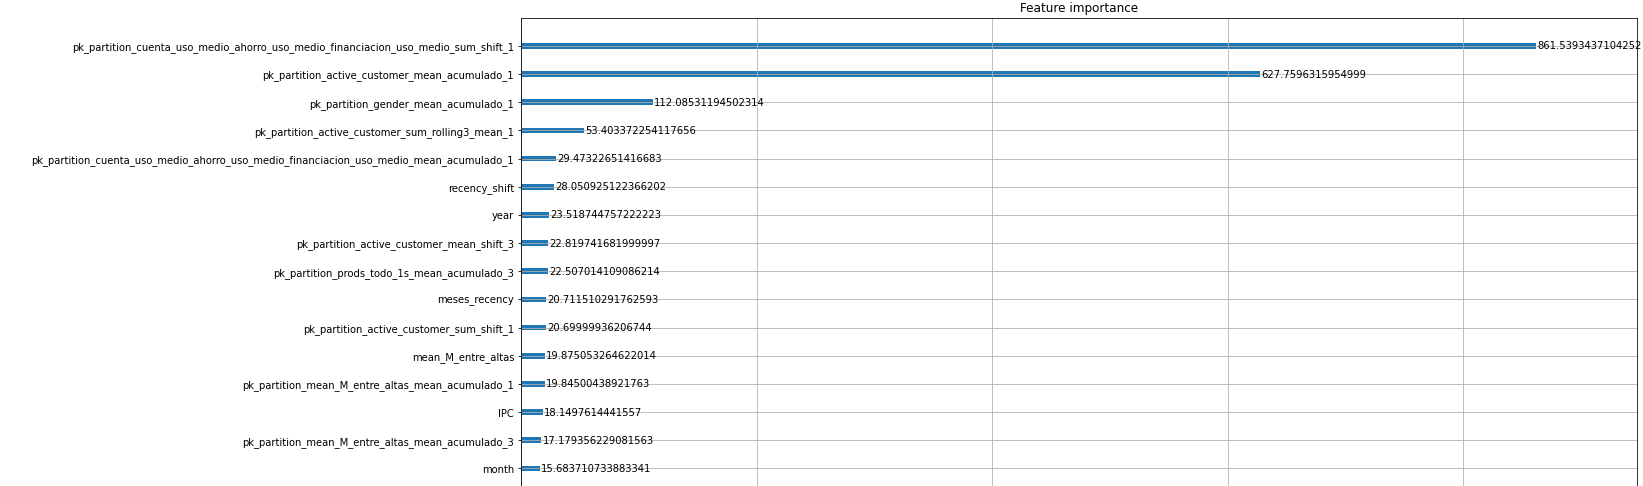 Feature importance
pk_partition_cuenta_uso_medio_ahorro_uso_medio_financiacion_uso_medio_sum_shift_1 861.5393437104252
pk_partition_active_customer_mean_acumulado_1 627.7596315954999
pk_partition_gender_mean_acumulado_1 112.08531194502314
pk_partition_active_customer_sum_rolling3_mean_1 53.403372254117656
pk_partition_cuenta_uso_medio_ahorro_uso_medio_financiacion_uso_medio_mean_acumulado_1 29.47322651416683
recency_shift 28.050925122366202
year 23.518744757222223
pk_partition_active_customer_mean_shift_3 22.819741681999997
pk_partition_prods_todo_1s_mean_acumulado_3 22.507014109086214
meses_recency 20.711510291762593
pk_partition_active_customer_sum_shift_1 20.69999936206744
mean_M_entre_altas 19.875053264622014
pk_partition_mean_M_entre_altas_mean_acumulado_1 19.84500438921763
IPC 18.1497614441557
pk_partition_mean_M_entre_altas_mean_acumulado_3 17.179356229081563
month 15.683710733883341